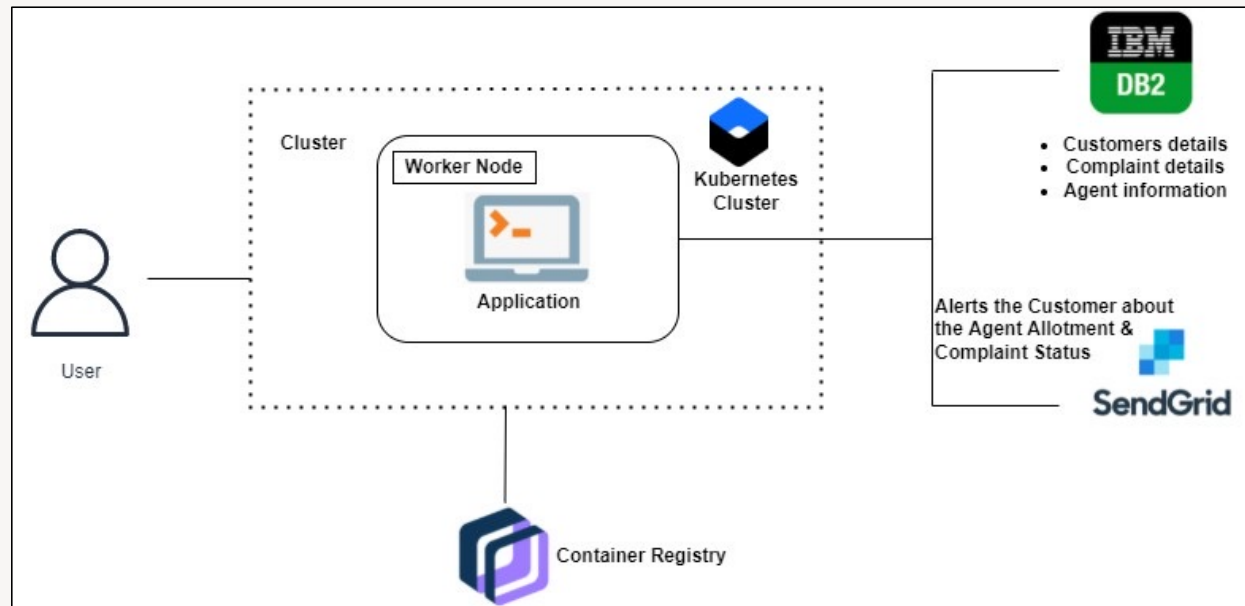 IBM
DB2
• Customers details
• Complaint details
• Agent information
Cluster
Worker Node
Kubernetes
Cluster
Application
User
Alerts the Customer about
the Agent Allotment &
Complaint Status
SendGrid
Container Registry